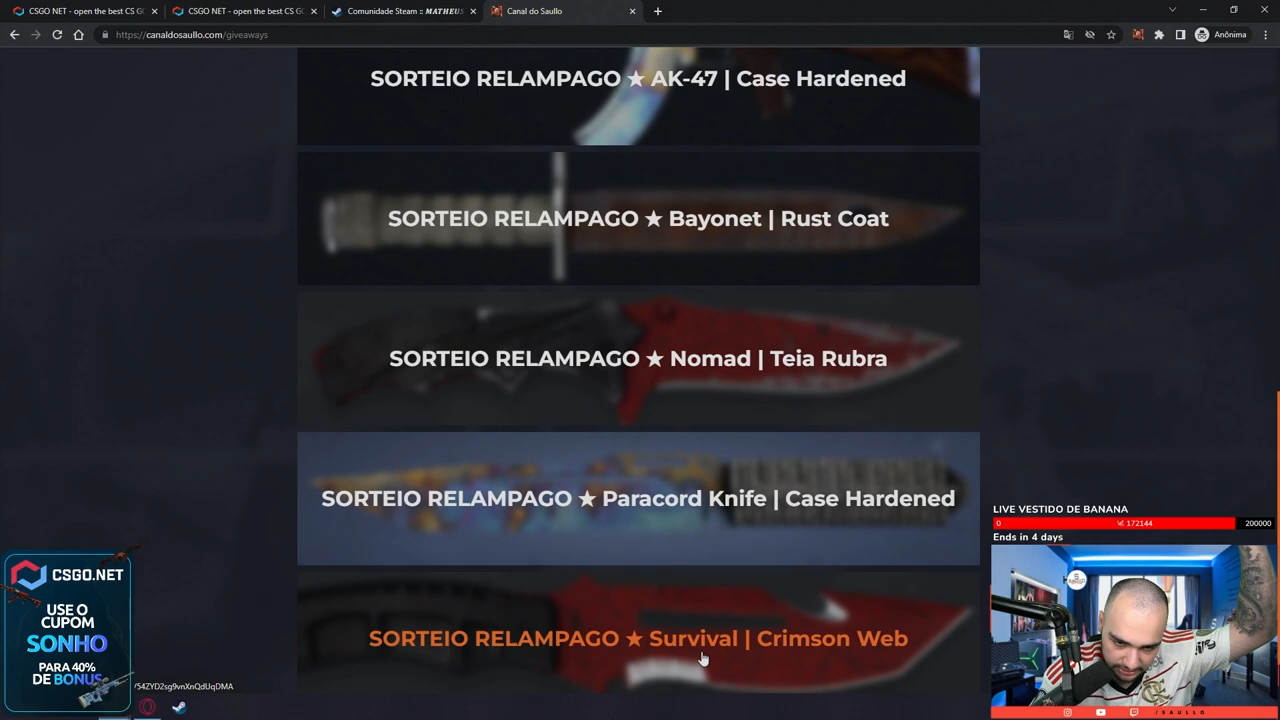 CSGO NET - open the best CS GO
CSGO NET - open the best CS GO
Comunidade Steam :: MATHEUS
Canal do Saullo
https://canaldosaullo.com/giveaways
Anônima
SORTEIO RELAMPAGO ★ AK-47 | Case Hardened
SORTEIO RELAMPAGO ★ Bayonet | Rust Coat
SORTEIO RELAMPAGO ★ Nomad | Teia Rubra
SORTEIO RELAMPAGO ★ Paracord Knife | Case Hardened
SORTEIO RELAMPAGO ★ Survival | Crimson Web
LIVE VESTIDO DE BANANA
0
172144
200000
Ends in 4 days
CSGO.NET
USE O
CUPOM
SONHO
PARA 40%
DE BONUS
/54ZYD2sg9vnXnQdUqDMA
/SAULLO